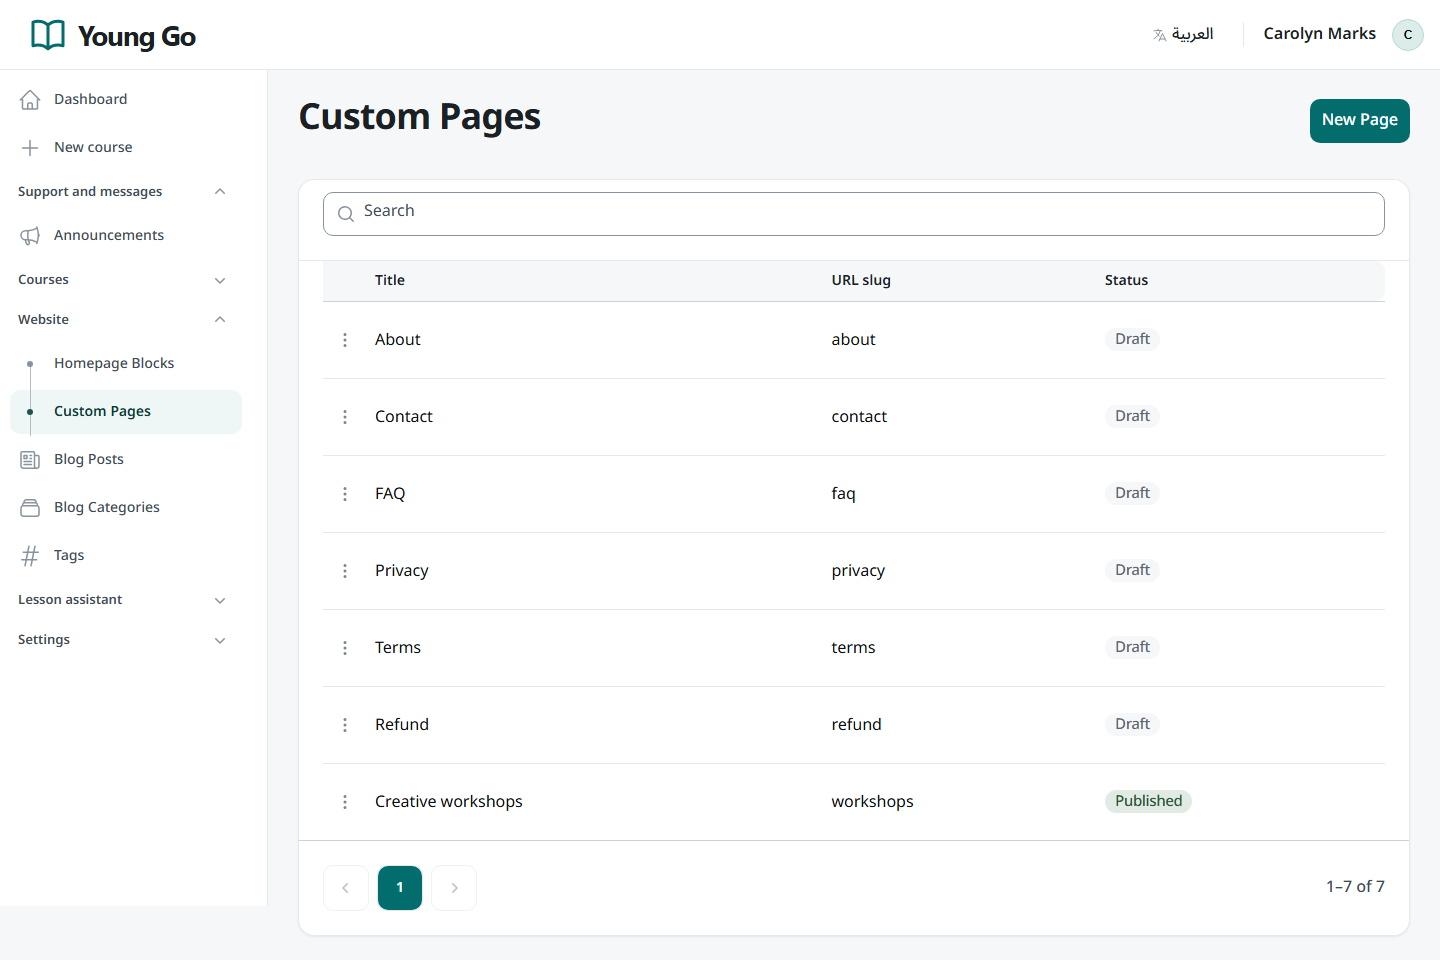 Young Go
العربية
Carolyn Marks
C
Dashboard
New course
Support and messages
Announcements
Courses
Website
Homepage Blocks
Custom Pages
Blog Posts
Blog Categories
Tags
Lesson assistant
Settings
Custom Pages
New Page
Search
Title URL slug Status
About about Draft
Contact contact Draft
FAQ faq Draft
Privacy privacy Draft
Terms terms Draft
Refund refund Draft
Creative workshops workshops Published
1
1–7 of 7